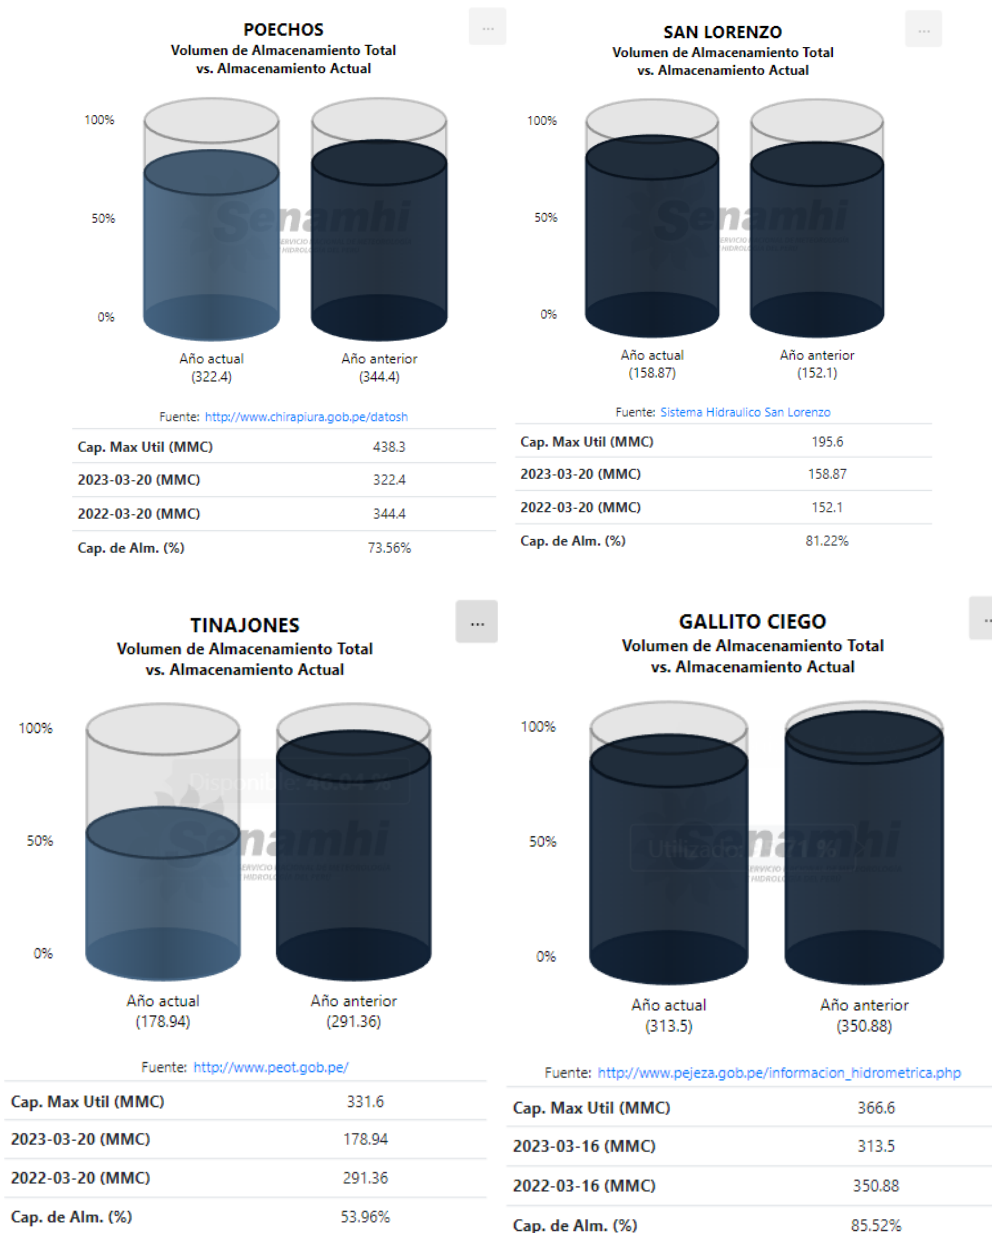 POECHOS
Volumen de Almacenamiento Total
vs. Almacenamiento Actual
...
100%
50%
0%
Senamhi
Año actual
(322.4)
Año anterior
(344.4)
Fuente: http://www.chirapiura.gob.pe/datosh
Cap. Max Util (MMC) 438.3
2023-03-20 (MMC) 322.4
2022-03-20 (MMC) 344.4
Cap. de Alm. (%) 73.56%
SAN LORENZO
Volumen de Almacenamiento Total
vs. Almacenamiento Actual
...
100%
50%
0%
Senamhi
Año actual
(158.87)
Año anterior
(152.1)
Fuente: Sistema Hidraulico San Lorenzo
Cap. Max Util (MMC) 195.6
2023-03-20 (MMC) 158.87
2022-03-20 (MMC) 152.1
Cap. de Alm. (%) 81.22%
TINAJONES
Volumen de Almacenamiento Total
vs. Almacenamiento Actual
...
100%
50%
0%
Disponible: 46.04 %
Senamhi
Año actual
(178.94)
Año anterior
(291.36)
Fuente: http://www.peot.gob.pe/
Cap. Max Util (MMC) 331.6
2023-03-20 (MMC) 178.94
2022-03-20 (MMC) 291.36
Cap. de Alm. (%) 53.96%
GALLITO CIEGO
Volumen de Almacenamiento Total
vs. Almacenamiento Actual
...
100%
50%
0%
Utilizado:
Senamhi
Año actual
(313.5)
Año anterior
(350.88)
Fuente: http://www.pejeza.gob.pe/informacion_hidrometrica.php
Cap. Max Util (MMC) 366.6
2023-03-16 (MMC) 313.5
2022-03-16 (MMC) 350.88
Cap. de Alm. (%) 85.52%